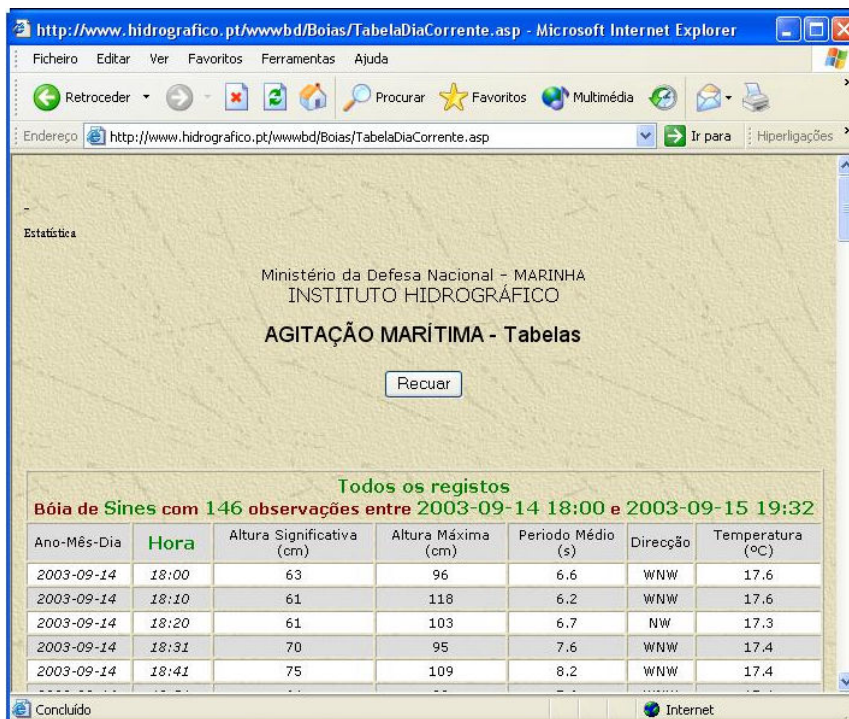 http://www.hidrografico.pt/wwwbd/Boias/TabelaDiaCorrente.asp - Microsoft Internet Explorer
Ficheiro Editar Ver Favoritos Ferramentas Ajuda
Retroceder Procurar Favoritos Multimédia
Endereço http://www.hidrografico.pt/wwwbd/Boias/TabelaDiaCorrente.asp Ir para Hiperligações
-
Estatística
Ministério da Defesa Nacional - MARINHA
INSTITUTO HIDROGRÁFICO
AGITAÇÃO MARÍTIMA - Tabelas
Recuar
Todos os registos
Bóia de Sines com 146 observações entre 2003-09-14 18:00 e 2003-09-15 19:32
Ano-Mês-Dia Hora Altura Significativa (cm) Altura Máxima (cm) Periodo Médio (s) Direcção Temperatura (ºC)
2003-09-14 18:00 63 96 6.6 WNW 17.6
2003-09-14 18:10 61 118 6.2 WNW 17.6
2003-09-14 18:20 61 103 6.7 NW 17.3
2003-09-14 18:31 70 95 7.6 WNW 17.4
2003-09-14 18:41 75 109 8.2 WNW 17.4
Concluído Internet